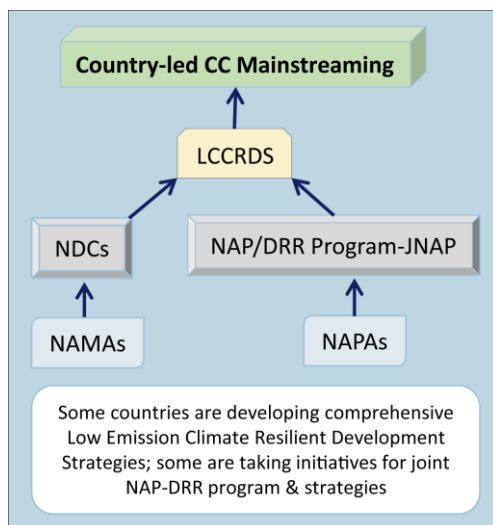 Country-led CC Mainstreaming
LCCRDS
NDCs
NAP/DRR Program-JNAP
NAMAs
NAPAs
Some countries are developing comprehensive
Low Emission Climate Resilient Development
Strategies; some are taking initiatives for joint
NAP-DRR program & strategies